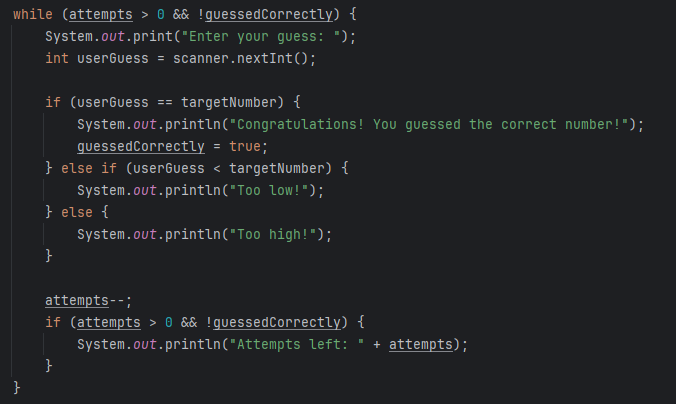 while (attempts > 0 && !guessedCorrectly) {
    System.out.print("Enter your guess: ");
    int userGuess = scanner.nextInt();

    if (userGuess == targetNumber) {
        System.out.println("Congratulations! You guessed the correct number!");
        guessedCorrectly = true;
    } else if (userGuess < targetNumber) {
        System.out.println("Too low!");
    } else {
        System.out.println("Too high!");
    }

    attempts--;
    if (attempts > 0 && !guessedCorrectly) {
        System.out.println("Attempts left: " + attempts);
    }
}